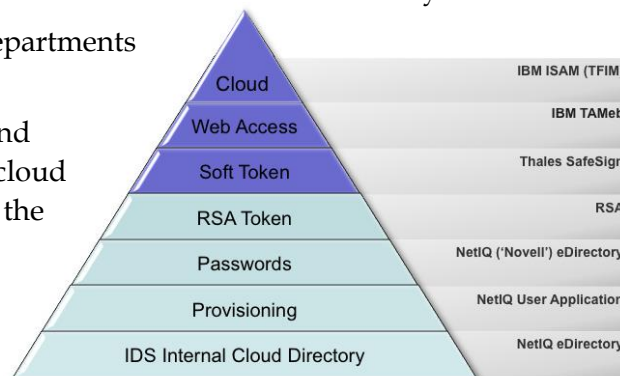 epartments
nd
cloud
the
Cloud
Web Access
Soft Token
RSA Token
Passwords
Provisioning
IDS Internal Cloud Directory
IBM ISAM (TFIM
IBM TAMeb
Thales SafeSign
RSA
NetIQ ('Novell') eDirectory
NetIQ User Application
NetIQ eDirectory